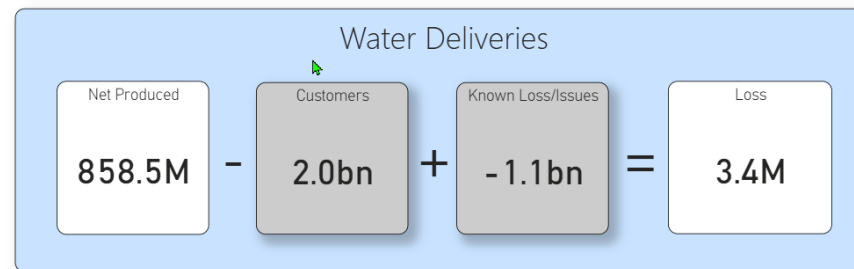 Water Deliveries
Net Produced
Customers
Known Loss/Issues
Loss
858.5M - 2.0bn + -1.1bn = 3.4M